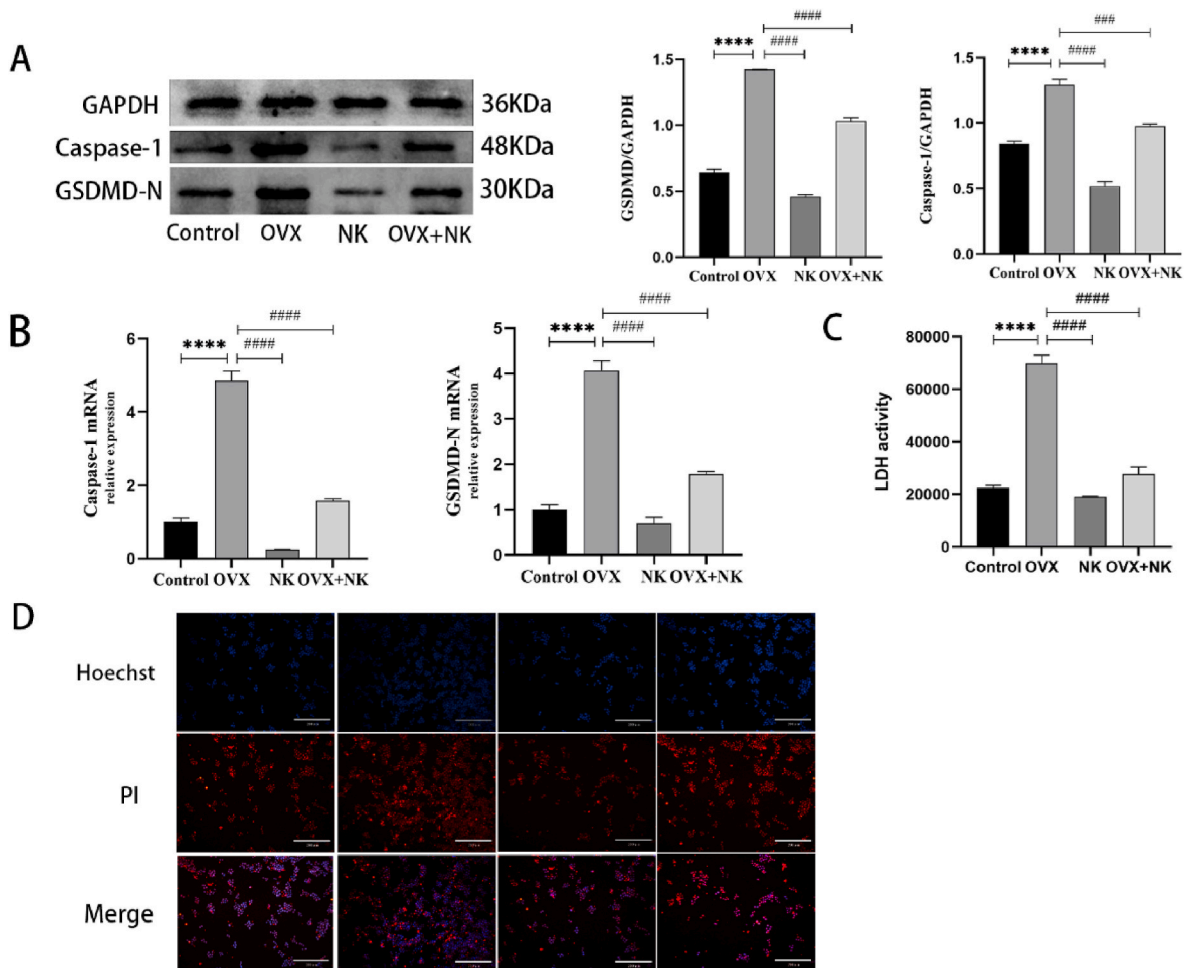 A
GAPDH
36KDa
Caspase-1
48KDa
GSDMD-N
30KDa
Control OVX NK OVX+NK
GSDMD/GAPDH
1.5
1.0
0.5
0.0
**** #### ####
Control OVX NK OVX+NK
Caspase-1/GAPDH
1.5
1.0
0.5
0.0
**** #### ###
Control OVX NK OVX+NK
B
Caspase-1 mRNA
relative expression
6
4
2
0
**** #### ####
Control OVX NK OVX+NK
GSDMD-N mRNA
relative expression
5
4
3
2
1
0
**** #### ####
Control OVX NK OVX+NK
C
LDH activity
80000
60000
40000
20000
0
**** #### ####
Control OVX NK OVX+NK
D
Hoechst
PI
Merge